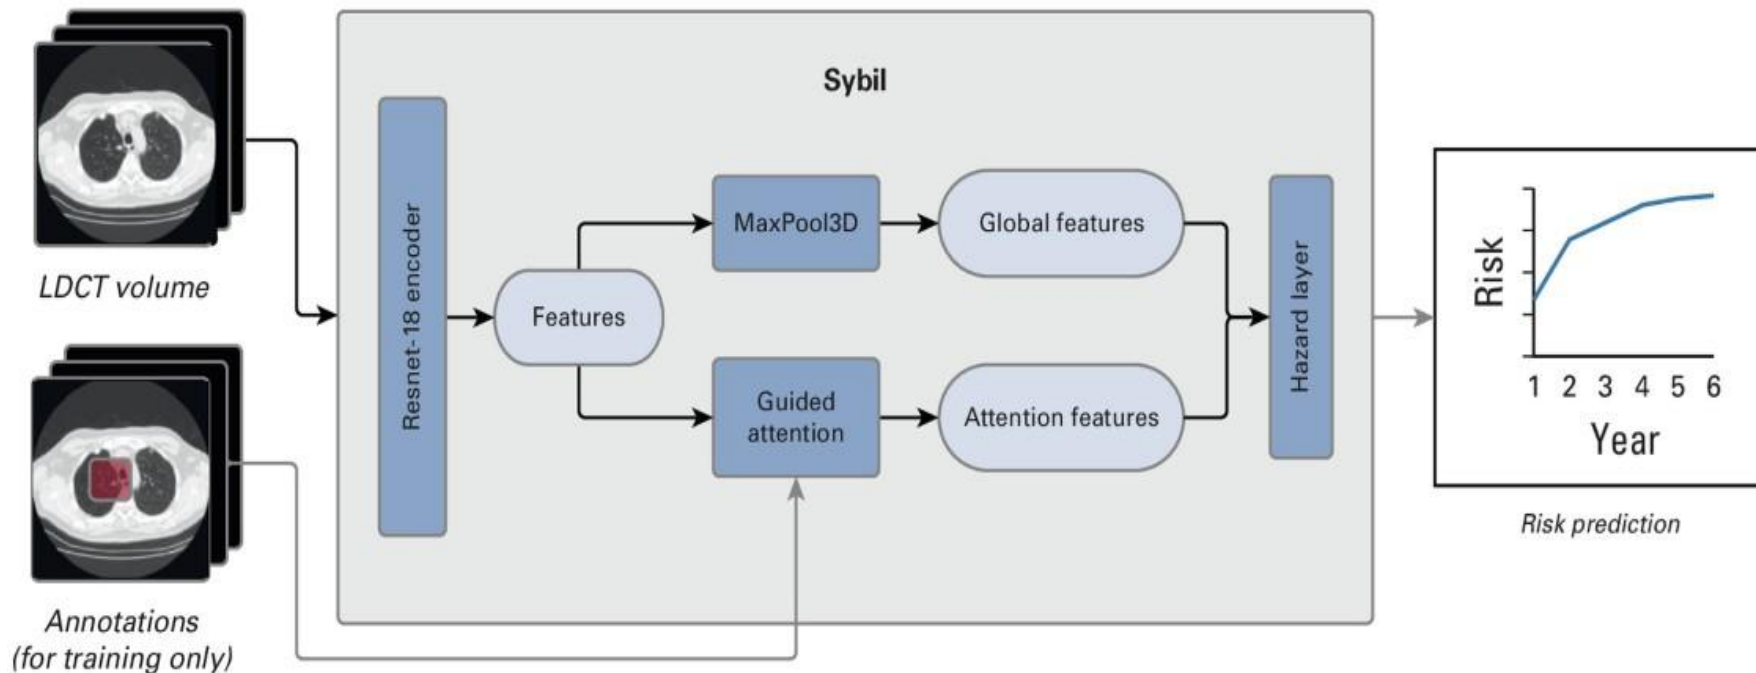 Sybil
LDCT volume
Annotations
(for training only)
Resnet-18 encoder
Features
MaxPool3D
Global features
Guided
attention
Attention features
Hazard layer
Risk
1 2 3 4 5 6
Year
Risk prediction